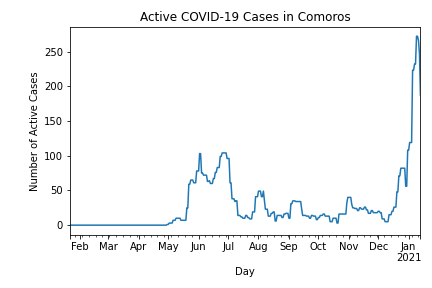 Active COVID-19 Cases in Comoros
Number of Active Cases
250
200
150
100
50
0
Feb Mar Apr May Jun Jul Aug Sep Oct Nov Dec Jan
2021
Day